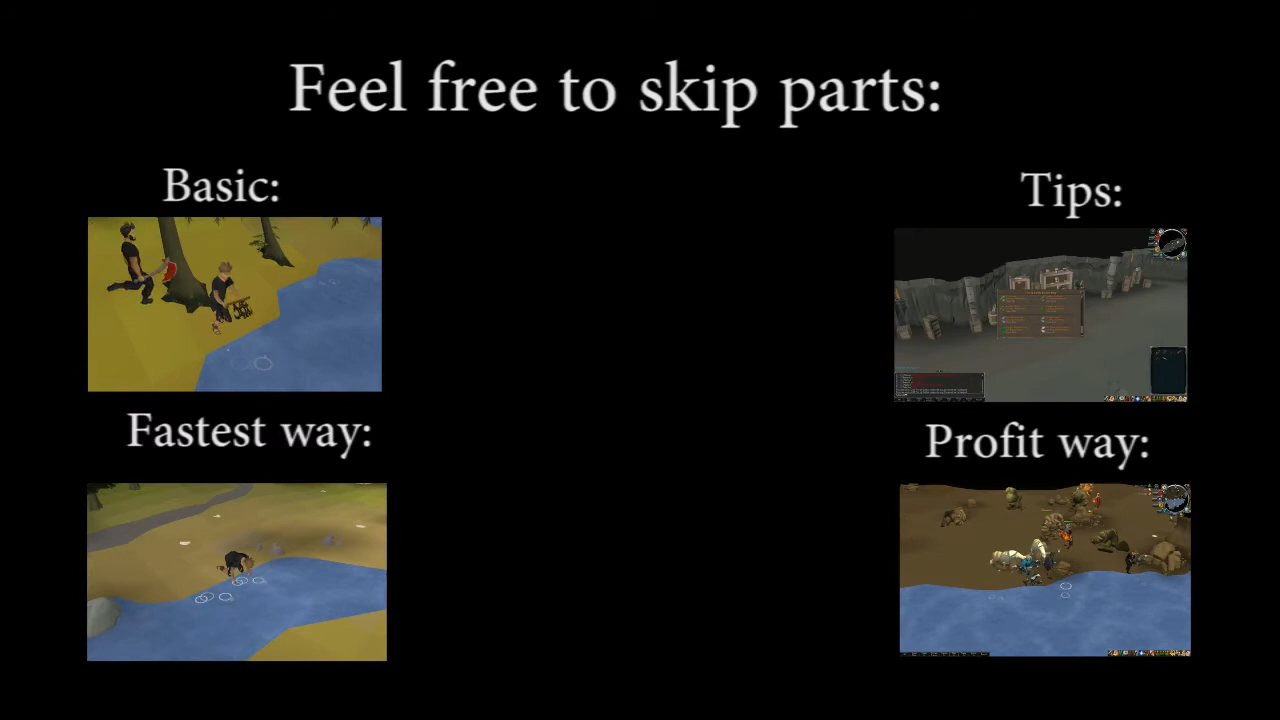 Feel free to skip parts:
Basic:
Tips:
Fastest way:
Profit way: